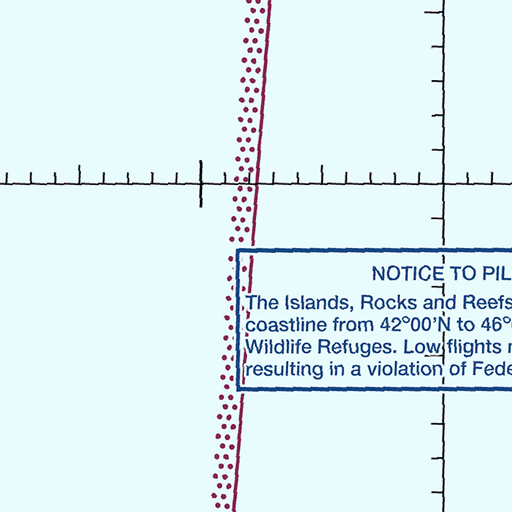 NOTICE TO PIL
The Islands, Rocks and Reefs
coastline from 42°00'N to 46°
Wildlife Refuges. Low flights
resulting in a violation of Fede